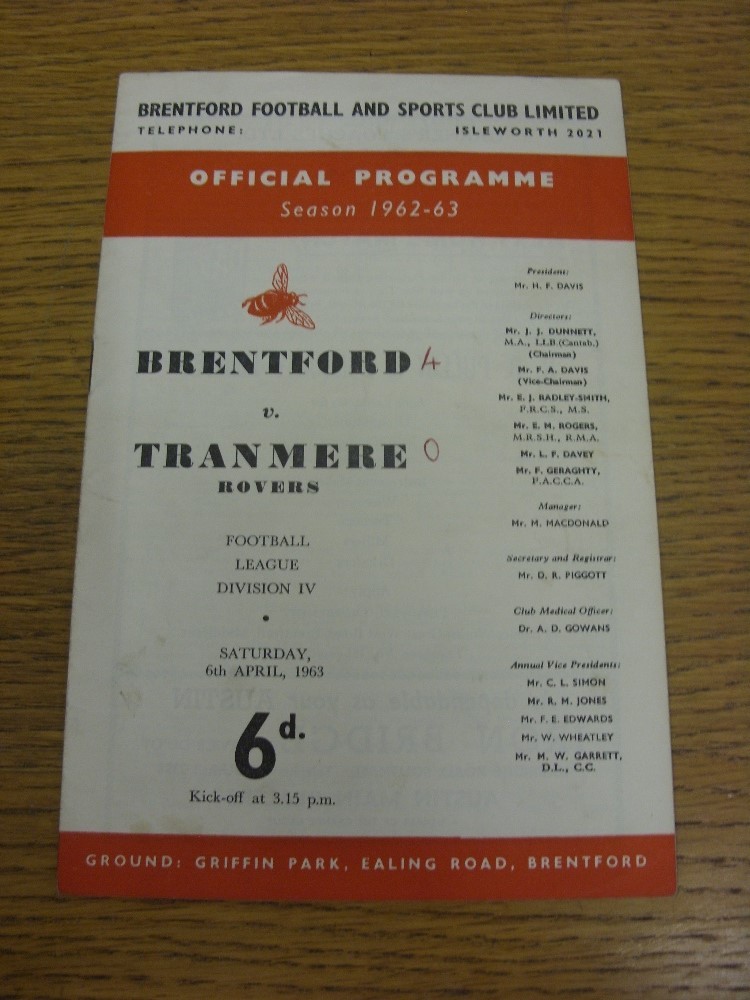 BRENTFORD FOOTBALL AND SPORTS CLUB LIMITED
TELEPHONE: ISLEWORTH 2021
OFFICIAL PROGRAMME
Season 1962-63
BRENTFORD 4
v.
TRANMERE 0
ROVERS
FOOTBALL
LEAGUE
DIVISION IV
•
SATURDAY,
6th APRIL, 1963
6d.
Kick-off at 3.15 p.m.
President:
Mr. H. F. DAVIS
Directors:
Mr. J. J. DUNNETT,
M.A., LL.B.(Cantab.)
(Chairman)
Mr. F. A. DAVIS
(Vice-Chairman)
Mr. E. J. RADLEY-SMITH,
F.R.C.S., M.S.
Mr. E. M. ROGERS,
M.R.S.H., R.M.A.
Mr. L. F. DAVEY
Mr. F. GERAGHTY,
F.A.C.C.A.
Manager:
Mr. M. MACDONALD
Secretary and Registrar:
Mr. D. R. PIGGOTT
Club Medical Officer:
Dr. A. D. GOWANS
Annual Vice Presidents:
Mr. C. L. SIMON
Mr. R. M. JONES
Mr. F. E. EDWARDS
Mr. W. WHEATLEY
Mr. M. W. GARRETT,
D.L., C.C.
GROUND: GRIFFIN PARK, EALING ROAD, BRENTFORD